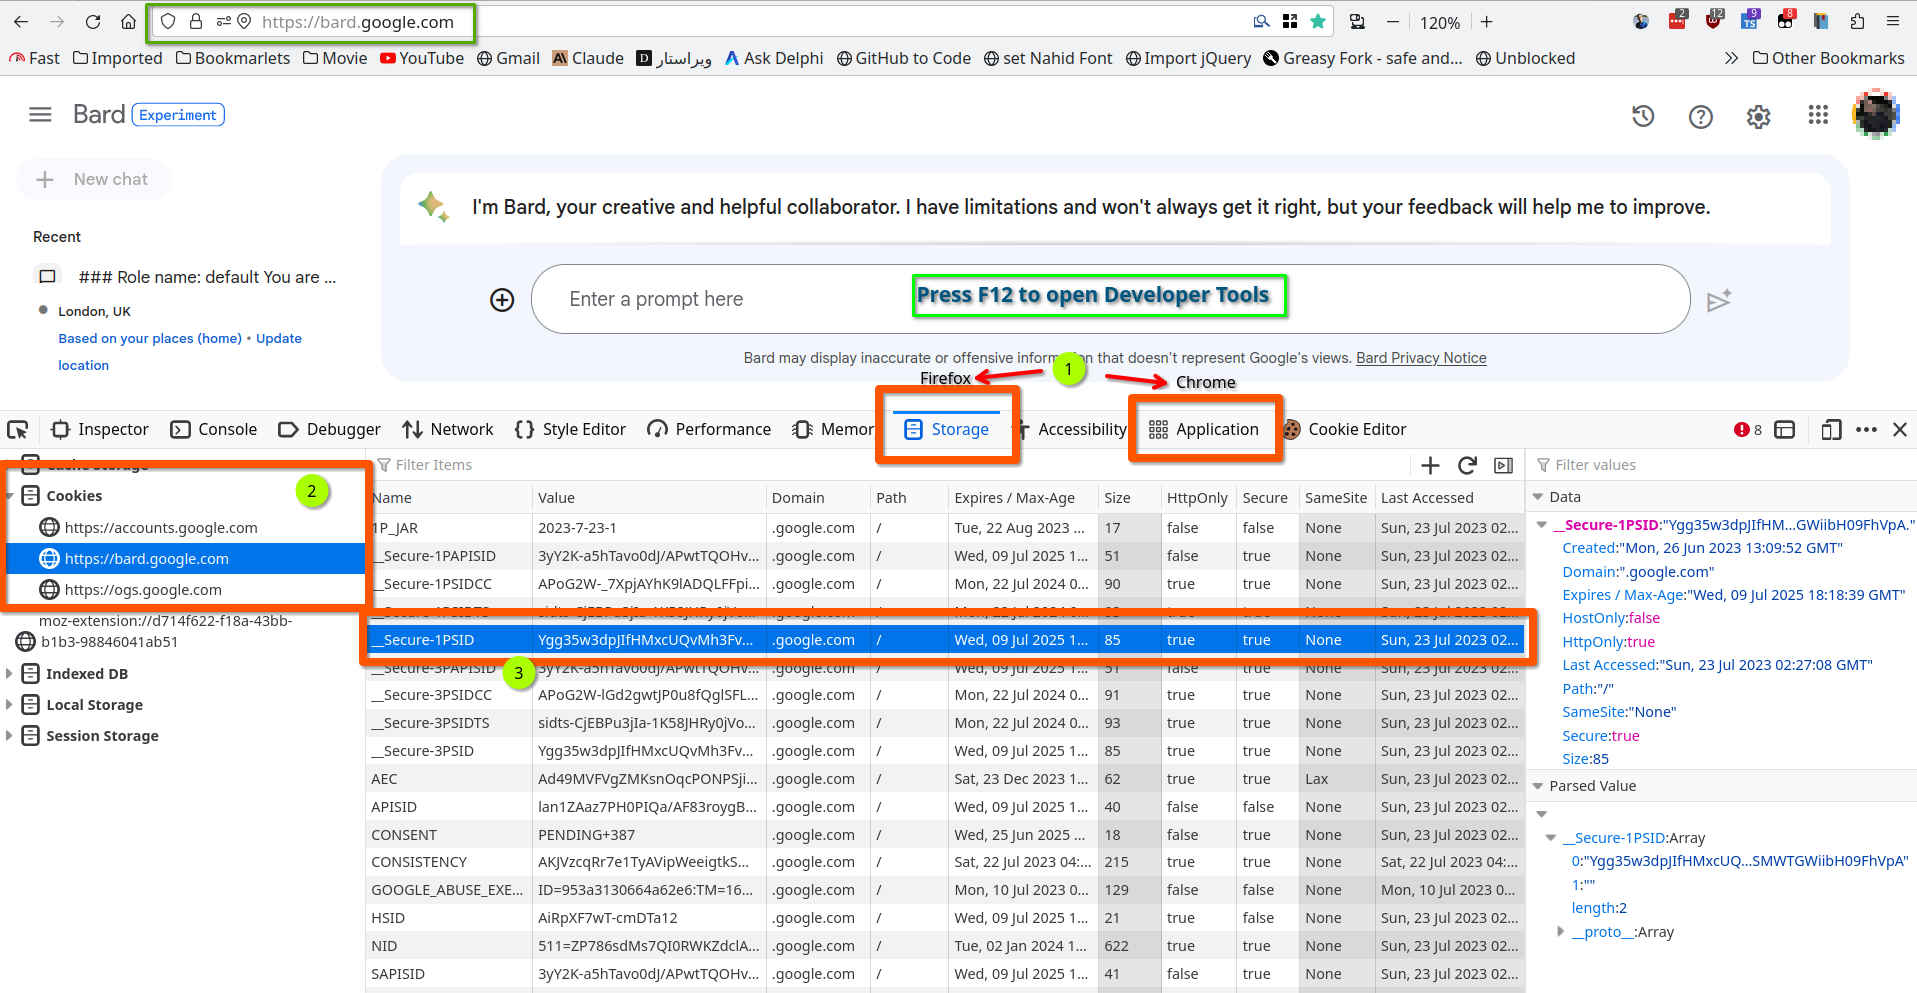 https://bard.google.com
120%
2
12
9
8
Fast Imported Bookmarlets Movie YouTube Gmail Claude ویراستار Ask Delphi GitHub to Code set Nahid Font Import jQuery Greasy Fork - safe and... Unblocked Other Bookmarks
Bard Experiment
New chat
I'm Bard, your creative and helpful collaborator. I have limitations and won't always get it right, but your feedback will help me to improve.
Recent
### Role name: default You are ...
Enter a prompt here
Press F12 to open Developer Tools
London, UK
Based on your places (home) • Update
location
Bard may display inaccurate or offensive information that doesn't represent Google's views. Bard Privacy Notice
1
Firefox
Chrome
Inspector Console Debugger Network Style Editor Performance Memor Storage Accessibility Application Cookie Editor 8
Cache Storage
Filter Items
Filter values
Cookies
2
https://accounts.google.com
https://bard.google.com
https://ogs.google.com
moz-extension://d714f622-f18a-43bb-
b1b3-98846041ab51
Indexed DB
Local Storage
Session Storage
Name Value Domain Path Expires / Max-Age Size HttpOnly Secure SameSite Last Accessed
1P_JAR 2023-7-23-1 .google.com / Tue, 22 Aug 2023 ... 17 false false None Sun, 23 Jul 2023 02...
__Secure-1PAPISID 3yY2K-a5hTavo0dJ/APwtTQOHv... .google.com / Wed, 09 Jul 2025 1... 51 false true None Sun, 23 Jul 2023 02...
__Secure-1PSIDCC APoG2W-_7XpjAYhK9lADQLFFpi... .google.com / Mon, 22 Jul 2024 0... 90 true true None Sun, 23 Jul 2023 02...
__Secure-1PSID Ygg35w3dpJIfHMxcUQvMh3Fv... .google.com / Wed, 09 Jul 2025 1... 85 true true None Sun, 23 Jul 2023 02...
3
__Secure-3PAPISID 3yY2K-a5hTavo0dJ/APwtTQOHv... .google.com / Wed, 09 Jul 2025 1... 51 false true None Sun, 23 Jul 2023 02...
__Secure-3PSIDCC APoG2W-lGd2gwtJP0u8fQglSFL... .google.com / Mon, 22 Jul 2024 0... 91 true true None Sun, 23 Jul 2023 02...
__Secure-3PSIDTS sidts-CjEBPu3jIa-1K58JHRy0jVo... .google.com / Mon, 22 Jul 2024 0... 93 true true None Sun, 23 Jul 2023 02...
__Secure-3PSID Ygg35w3dpJIfHMxcUQvMh3Fv... .google.com / Wed, 09 Jul 2025 1... 85 true true None Sun, 23 Jul 2023 02...
AEC Ad49MVFVgZMKsnOqcPONPSji... .google.com / Sat, 23 Dec 2023 1... 62 true true Lax Sun, 23 Jul 2023 02...
APISID lan1ZAaz7PH0PIQa/AF83roygB... .google.com / Wed, 09 Jul 2025 1... 40 false false None Sun, 23 Jul 2023 02...
CONSENT PENDING+387 .google.com / Wed, 25 Jun 2025 ... 18 false true None Sun, 23 Jul 2023 02...
CONSISTENCY AKJVzcqRr7e1TyAVipWeeigtkS... .google.com / Sat, 22 Jul 2023 04:... 215 true true None Sat, 22 Jul 2023 04:...
GOOGLE_ABUSE_EXE... ID=953a3130664a62e6:TM=16... .google.com / Mon, 10 Jul 2023 0... 129 false false None Mon, 10 Jul 2023 0...
HSID AiRpXF7wT-cmDTa12 .google.com / Wed, 09 Jul 2025 1... 21 true false None Sun, 23 Jul 2023 02...
NID 511=ZP786sdMs7QI0RWKZdclA... .google.com / Tue, 02 Jan 2024 1... 622 true true None Sun, 23 Jul 2023 02...
SAPISID 3yY2K-a5hTavo0dJ/APwtTQOHv... .google.com / Wed, 09 Jul 2025 1... 41 false true None Sun, 23 Jul 2023 02...
Data
__Secure-1PSID:"Ygg35w3dpJIfHM...GWiibH09FhVpA."
Created:"Mon, 26 Jun 2023 13:09:52 GMT"
Domain:".google.com"
Expires / Max-Age:"Wed, 09 Jul 2025 18:18:39 GMT"
HostOnly:false
HttpOnly:true
Last Accessed:"Sun, 23 Jul 2023 02:27:08 GMT"
Path:"/"
SameSite:"None"
Secure:true
Size:85
Parsed Value
__Secure-1PSID:Array
0:"Ygg35w3dpJIfHMxcUQ...SMWTGWiibH09FhVpA"
1:""
length:2
__proto__:Array